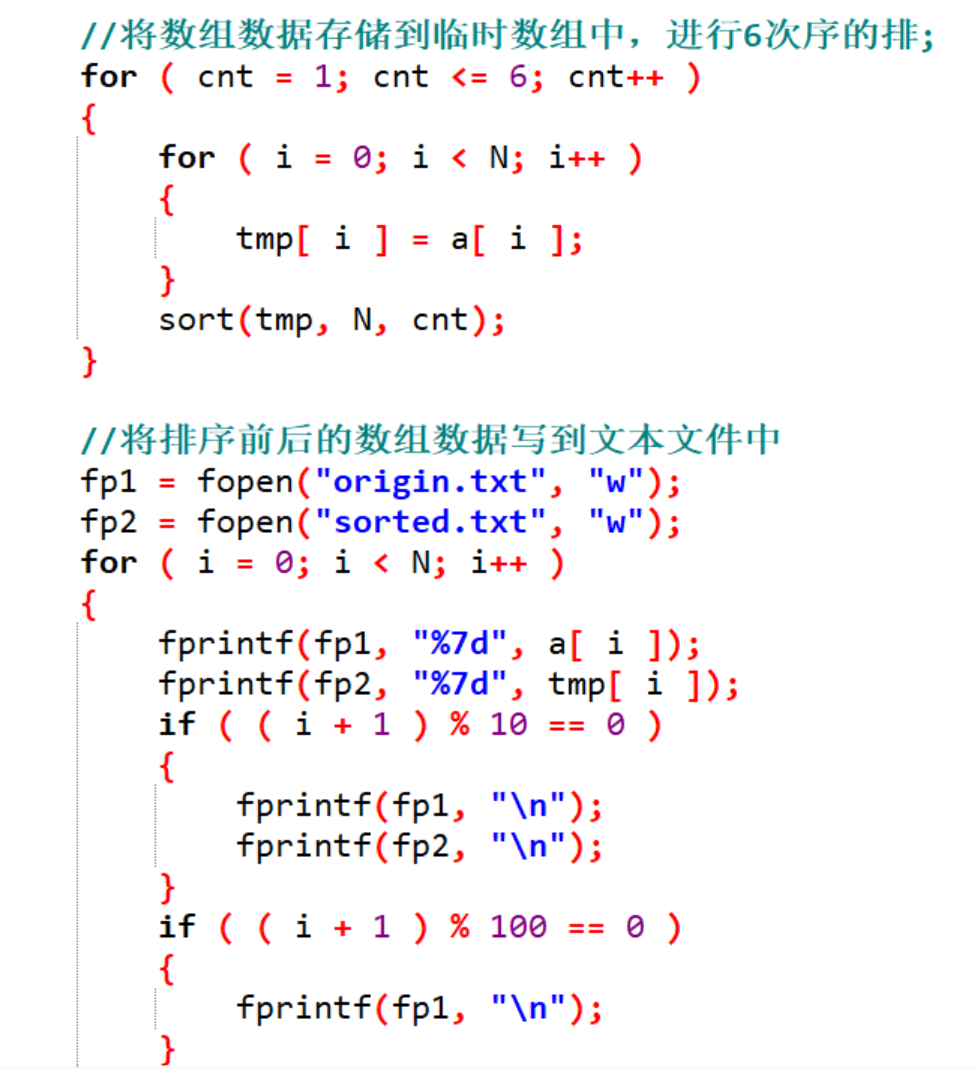 //将数组数据存储到临时数组中，进行6次序的排;
for ( cnt = 1; cnt <= 6; cnt++ )
{
for ( i = 0; i < N; i++ )
{
tmp[ i ] = a[ i ];
}
sort(tmp, N, cnt);
}
//将排序前后的数组数据写到文本文件中
fp1 = fopen("origin.txt", "w");
fp2 = fopen("sorted.txt", "w");
for ( i = 0; i < N; i++ )
{
fprintf(fp1, "%7d", a[ i ]);
fprintf(fp2, "%7d", tmp[ i ]);
if ( ( i + 1 ) % 10 == 0 )
{
fprintf(fp1, "\n");
fprintf(fp2, "\n");
}
if ( ( i + 1 ) % 100 == 0 )
{
fprintf(fp1, "\n");
}